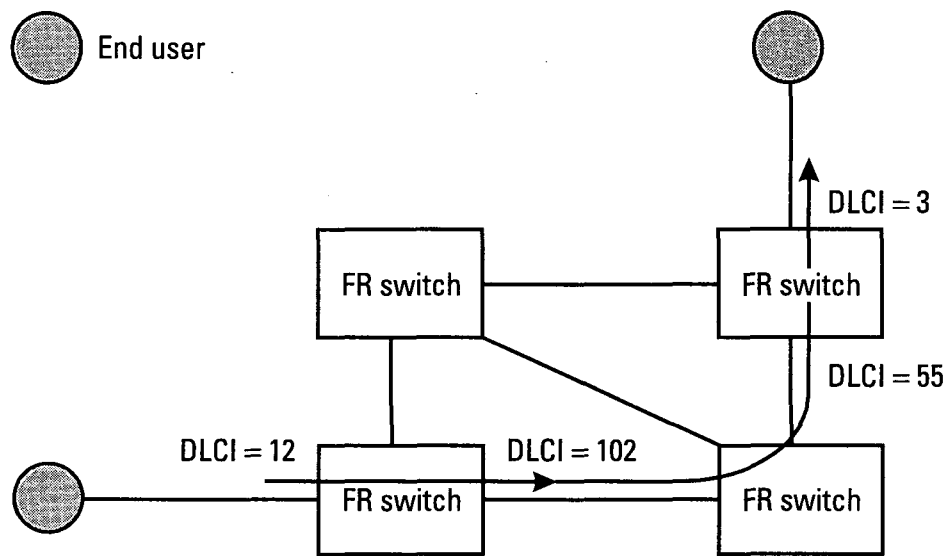 End user
DLCI = 3
FR switch
FR switch
DLCI = 55
DLCI = 12
DLCI = 102
FR switch
FR switch